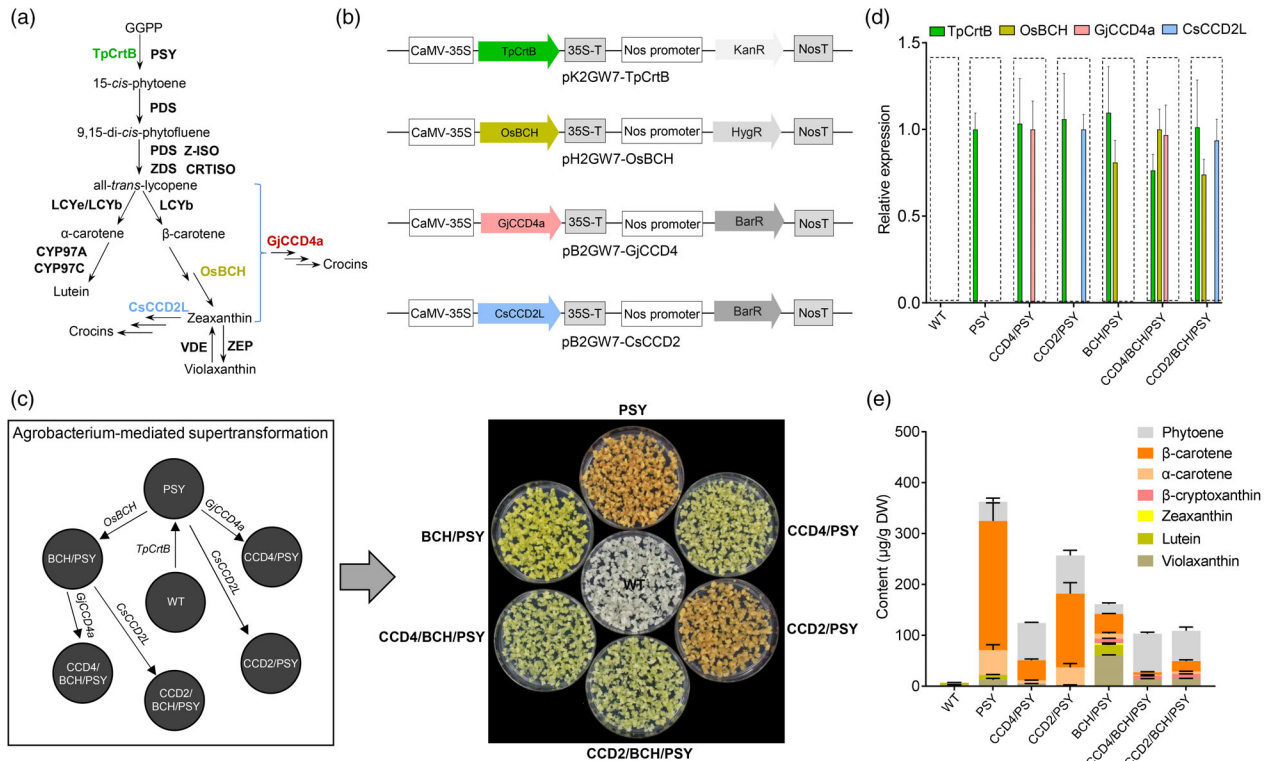 (a)
GGPP
TpCrtB PSY
15-cis-phytoene
PDS
9,15-di-cis-phytofluene
PDS Z-ISO
ZDS CRTISO
all-trans-lycopene
LCYe/LCYb LCYb
α-carotene β-carotene
CYP97A
CYP97C
Lutein
OsBCH
GjCCD4a
Crocins
CsCCD2L
Zeaxanthin
Crocins
VDE ZEP
Violaxanthin
(b)
CaMV-35S TpCrtB 35S-T Nos promoter KanR NosT
pK2GW7-TpCrtB
CaMV-35S OsBCH 35S-T Nos promoter HygR NosT
pH2GW7-OsBCH
CaMV-35S GjCCD4a 35S-T Nos promoter BarR NosT
pB2GW7-GjCCD4
CaMV-35S CsCCD2L 35S-T Nos promoter BarR NosT
pB2GW7-CsCCD2
(c)
Agrobacterium-mediated supertransformation
PSY
OsBCH
GjCCD4a
BCH/PSY
TpCrtB
CsCCD2L
CCD4/PSY
WT
GjCCD4a
CsCCD2L
CCD4/
BCH/PSY
CCD2/
BCH/PSY
CCD2/PSY
PSY
BCH/PSY
CCD4/PSY
WT
CCD4/BCH/PSY
CCD2/PSY
CCD2/BCH/PSY
(d)
TpCrtB OsBCH GjCCD4a CsCCD2L
Relative expression
1.5
1.0
0.5
0.0
WT
PSY
CCD4/PSY
CCD2/PSY
BCH/PSY
CCD4/BCH/PSY
CCD2/BCH/PSY
(e)
Content (μg/g DW)
500
400
300
200
100
0
Phytoene
β-carotene
α-carotene
β-cryptoxanthin
Zeaxanthin
Lutein
Violaxanthin
WT
PSY
CCD4/PSY
CCD2/PSY
BCH/PSY
CCD4/BCH/PSY
CCD2/BCH/PSY